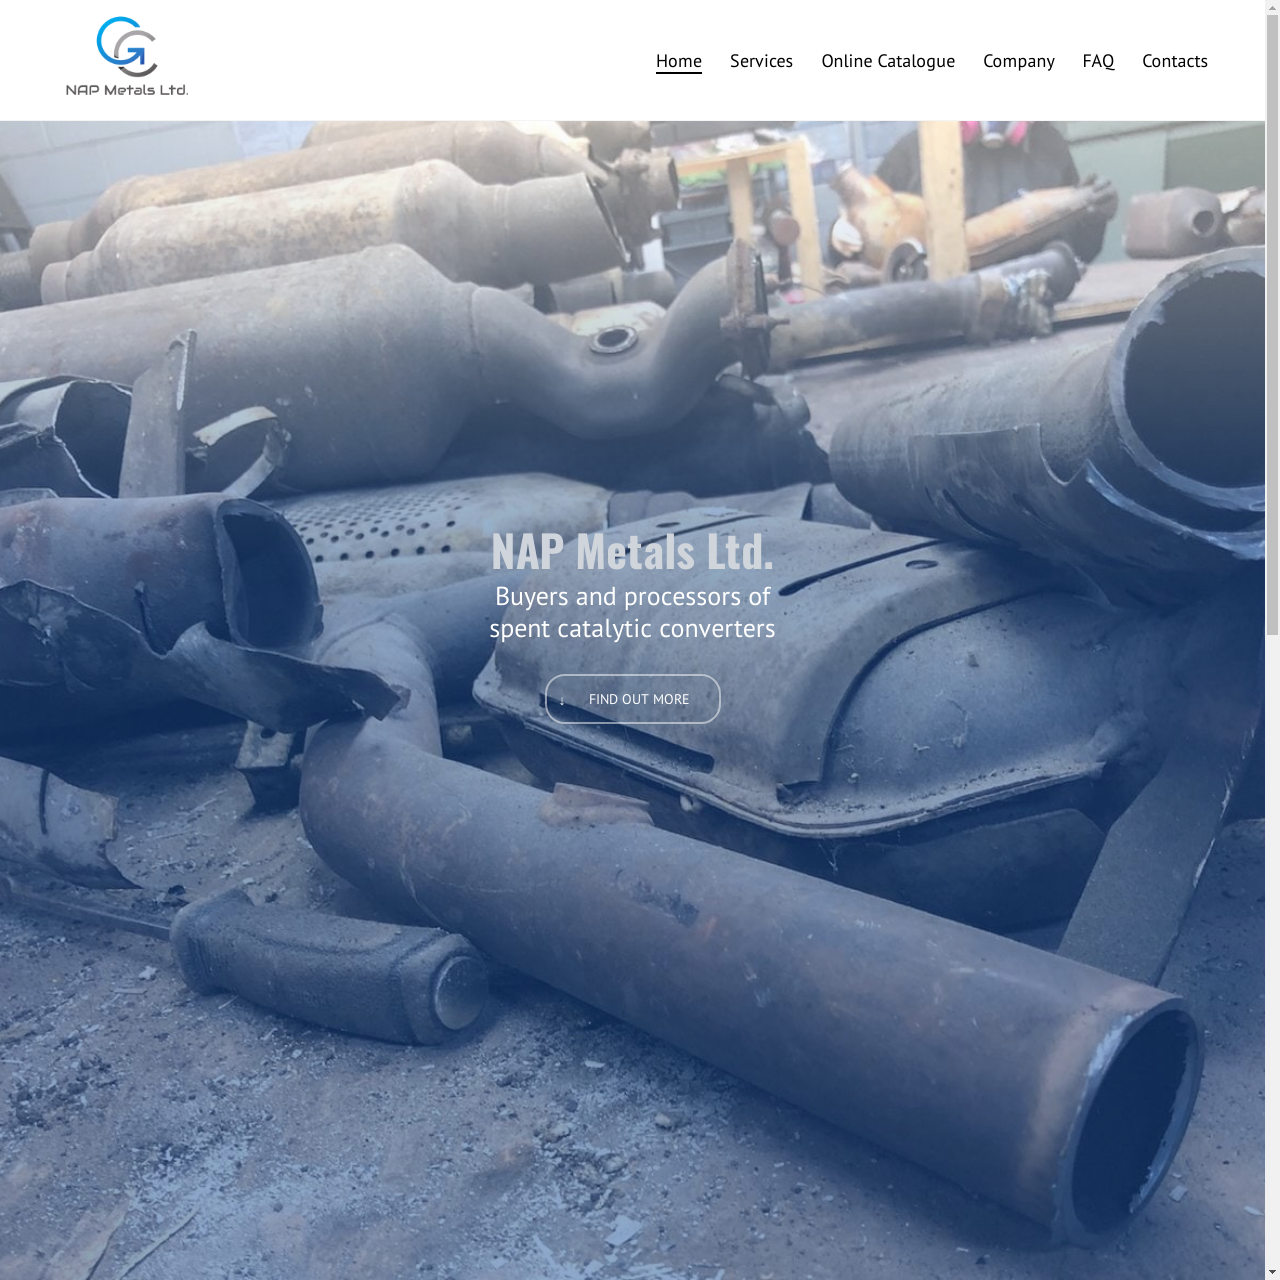 NAP Metals Ltd.
Home Services Online Catalogue Company FAQ Contacts
NAP Metals Ltd.
Buyers and processors of
spent catalytic converters
↓ FIND OUT MORE